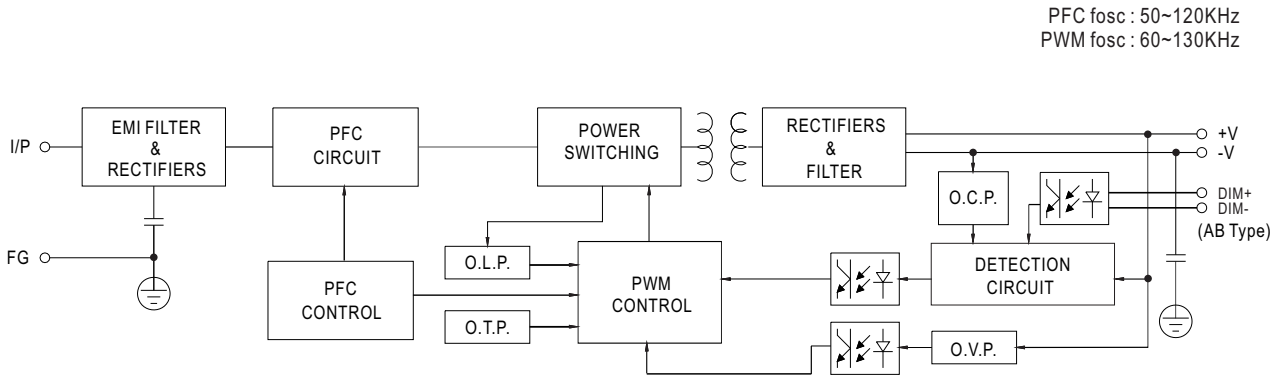 PFC fosc : 50~120KHz
PWM fosc : 60~130KHz
I/P
EMI FILTER
&
RECTIFIERS
PFC
CIRCUIT
POWER
SWITCHING
RECTIFIERS
&
FILTER
+V
-V
O.C.P.
DIM+
DIM-
(AB Type)
FG
O.L.P.
PFC
CONTROL
PWM
CONTROL
DETECTION
CIRCUIT
O.T.P.
O.V.P.